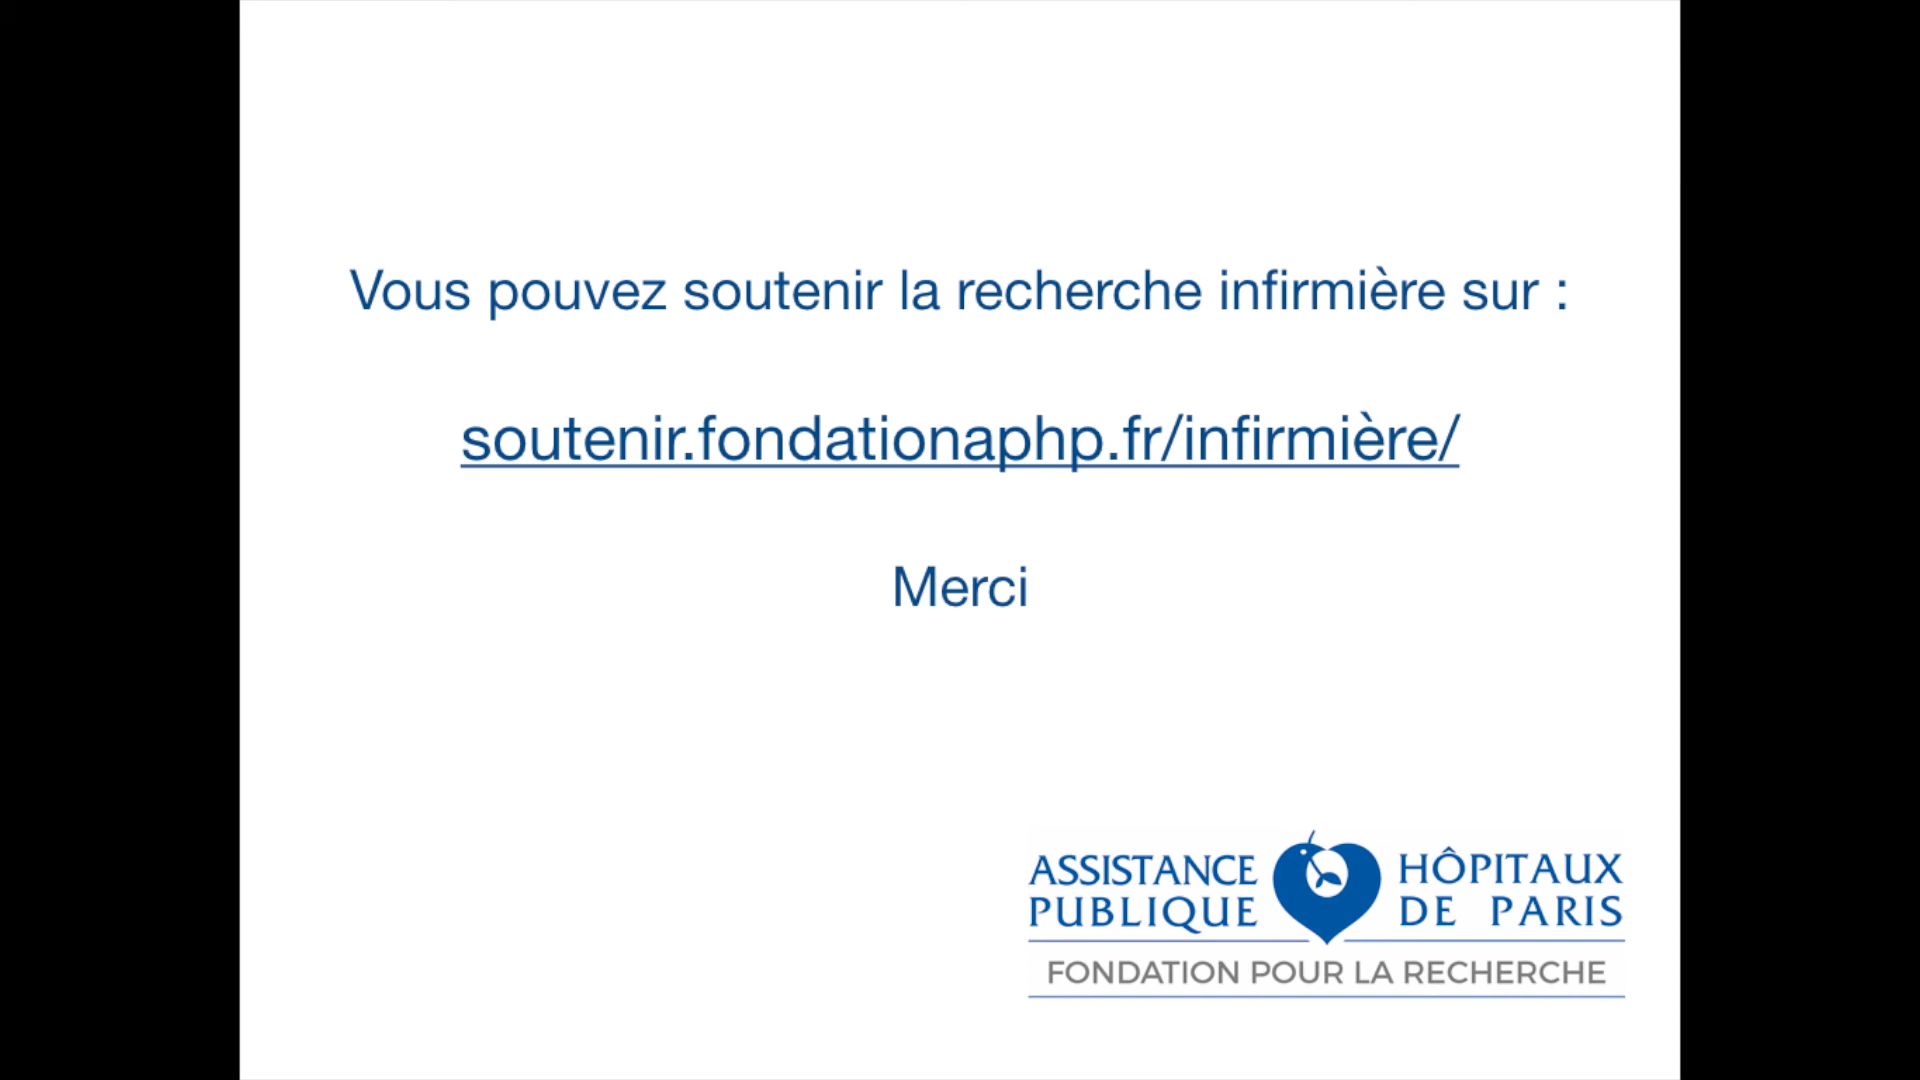 Vous pouvez soutenir la recherche infirmière sur :
soutenir.fondationaphp.fr/infirmière/
Merci
ASSISTANCE PUBLIQUE
HÔPITAUX DE PARIS
FONDATION POUR LA RECHERCHE